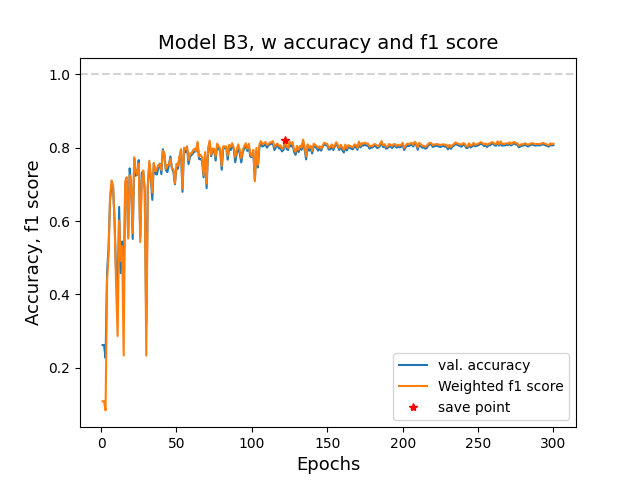 Model B3, w accuracy and f1 score
Accuracy, f1 score
1.0
0.8
0.6
0.4
0.2
0
50
100
150
200
250
300
Epochs
val. accuracy
Weighted f1 score
save point